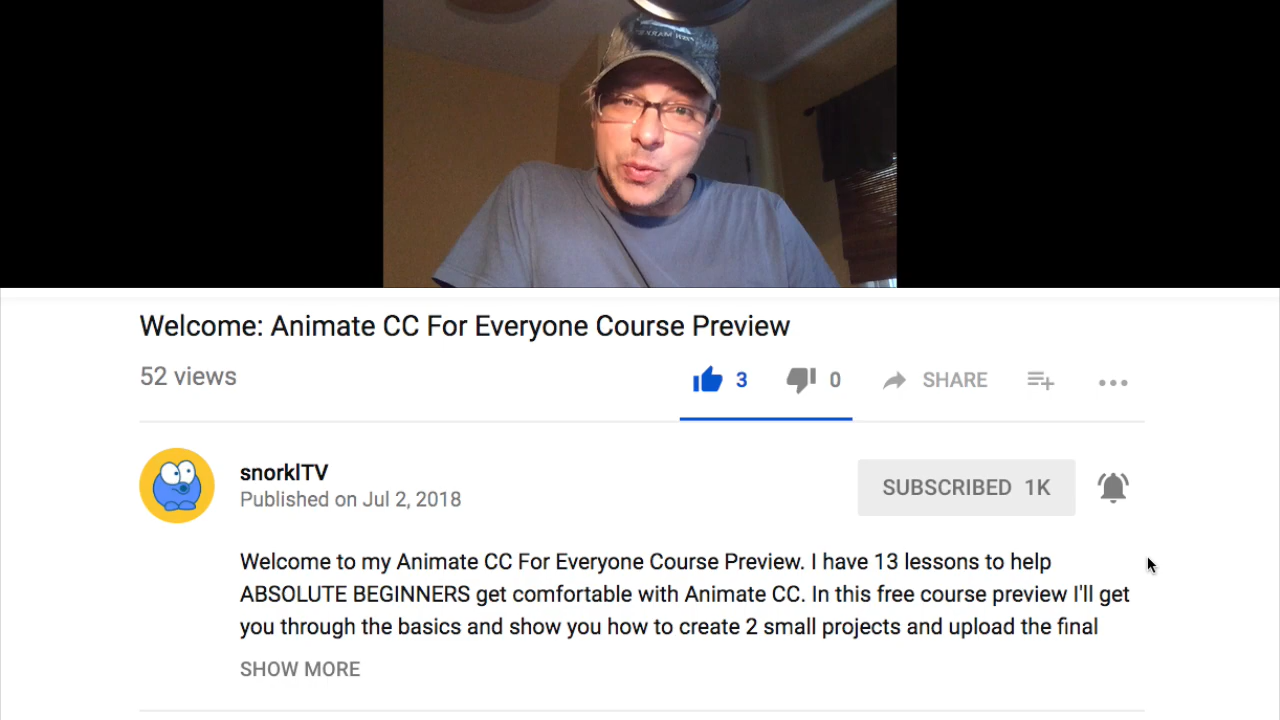 Welcome: Animate CC For Everyone Course Preview
52 views
3
0
SHARE
snorklTV
Published on Jul 2, 2018
SUBSCRIBED 1K
Welcome to my Animate CC For Everyone Course Preview. I have 13 lessons to help
ABSOLUTE BEGINNERS get comfortable with Animate CC. In this free course preview I'll get
you through the basics and show you how to create 2 small projects and upload the final
SHOW MORE